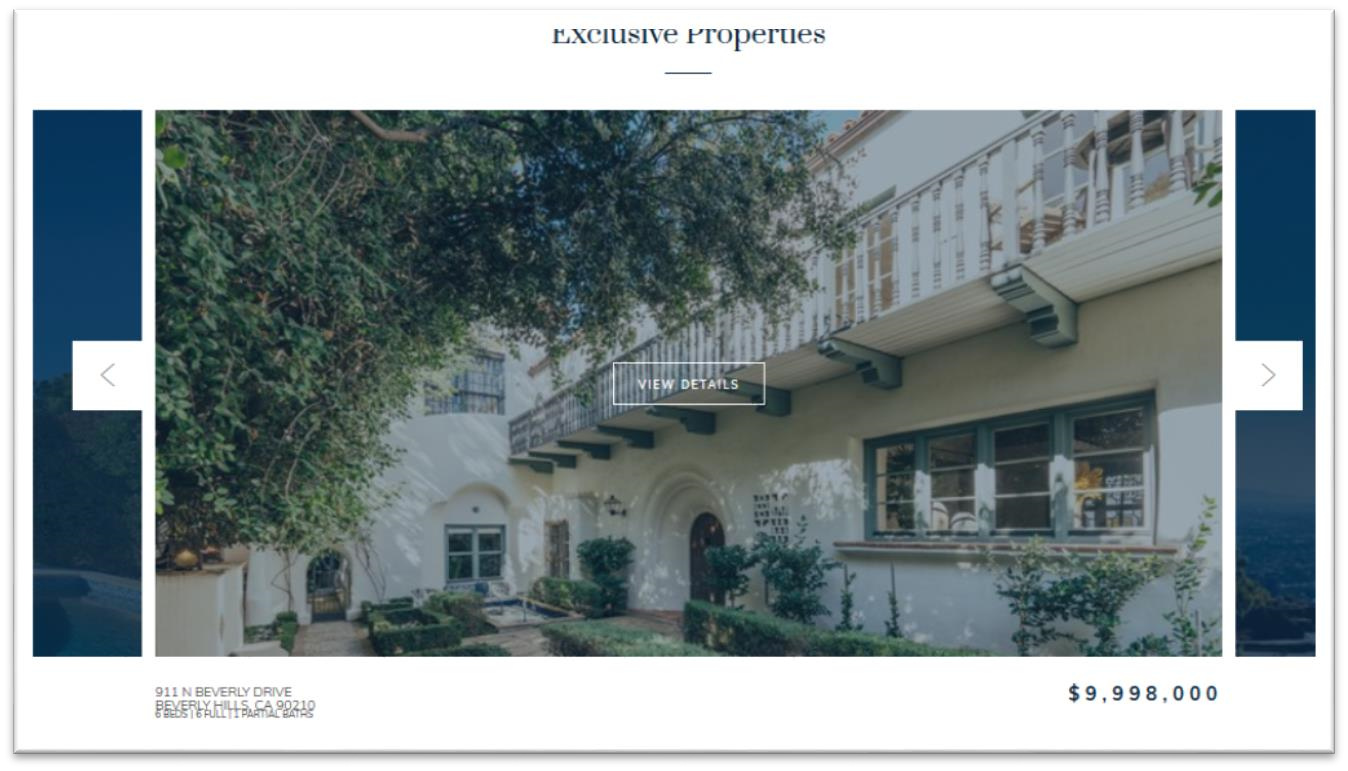 Exclusive Properties
VIEW DETAILS
911 N BEVERLY DRIVE
$9,998,000
BEVERLY HILLS, CA 90210
6 BEDS | 6 FULL | 1 PARTIAL BATHS